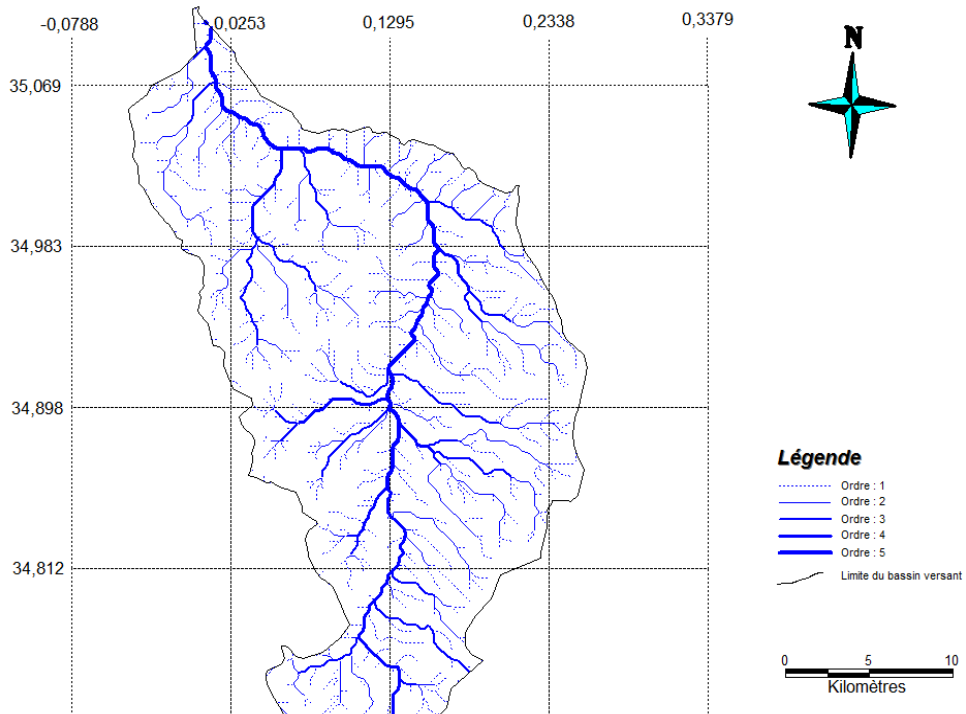 -0,0788 0,0253 0,1295 0,2338 0,3379
N
35,069
34,983
34,898
34,812
Légende
Ordre : 1
Ordre : 2
Ordre : 3
Ordre : 4
Ordre : 5
Limite du bassin versant
0 5 10
Kilomètres